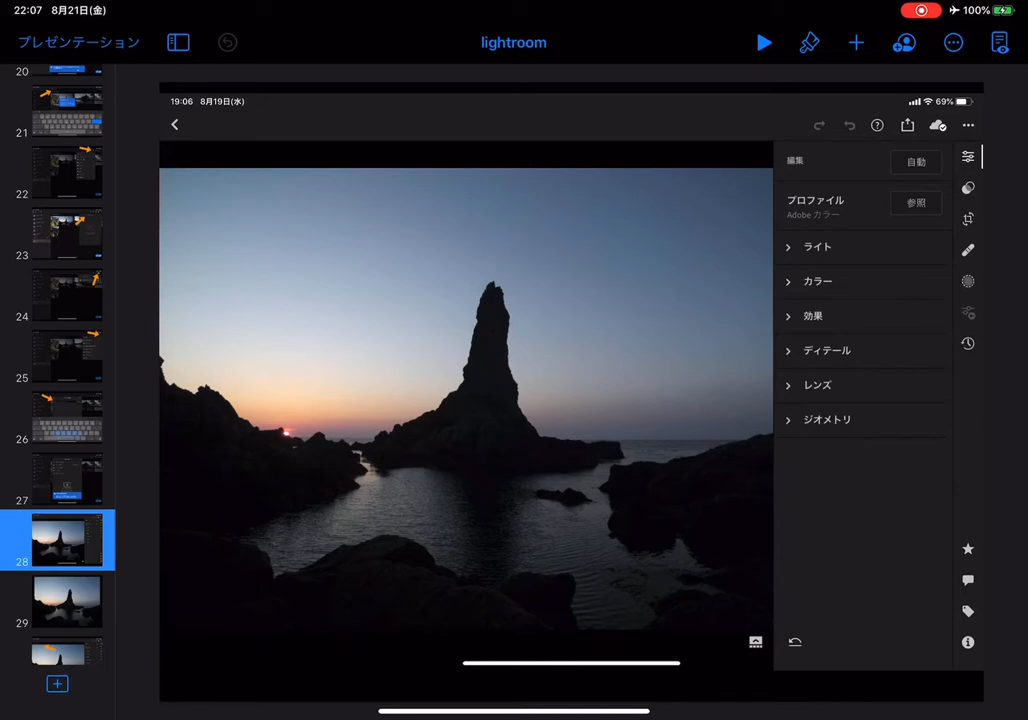 22:07 8月21日(金)
100%
プレゼンテーション
lightroom
20
21
22
23
24
25
26
27
28
29
19:06 8月19日(水)
69%
編集
自動
プロファイル
Adobe カラー
参照
ライト
カラー
効果
ディテール
レンズ
ジオメトリ